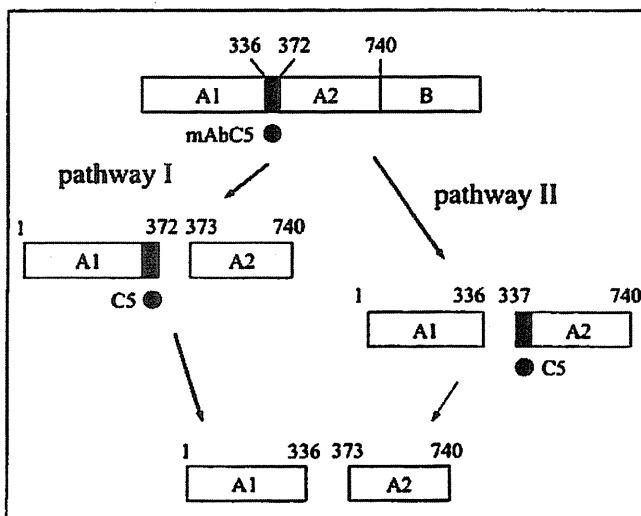 336 372 740
A1 A2 B
mAbC5
pathway I
pathway II
1 372 373 740
A1 A2
C5
1 336 337 740
A1 A2
C5
1 336 373 740
A1 A2